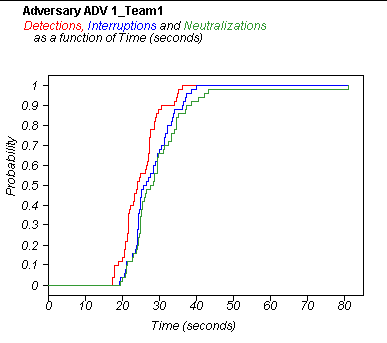 Adversary ADV 1_Team1
Detections, Interruptions and Neutralizations
as a function of Time (seconds)
1
0.9
0.8
0.7
0.6
0.5
0.4
0.3
0.2
0.1
0
Probability
0 10 20 30 40 50 60 70 80
Time (seconds)